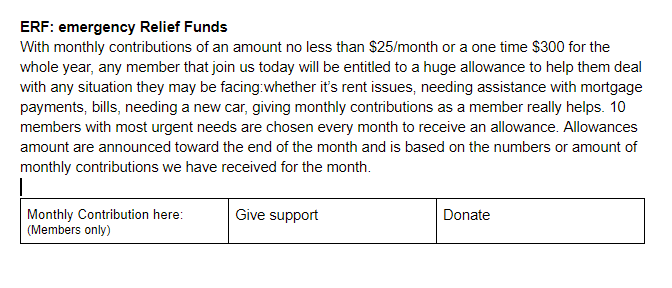 ERF: emergency Relief Funds
With monthly contributions of an amount no less than $25/month or a one time $300 for the
whole year, any member that join us today will be entitled to a huge allowance to help them deal
with any situation they may be facing:whether it's rent issues, needing assistance with mortgage
payments, bills, needing a new car, giving monthly contributions as a member really helps. 10
members with most urgent needs are chosen every month to receive an allowance. Allowances
amount are announced toward the end of the month and is based on the numbers or amount of
monthly contributions we have received for the month.
Monthly Contribution here:
(Members only)
Give support
Donate